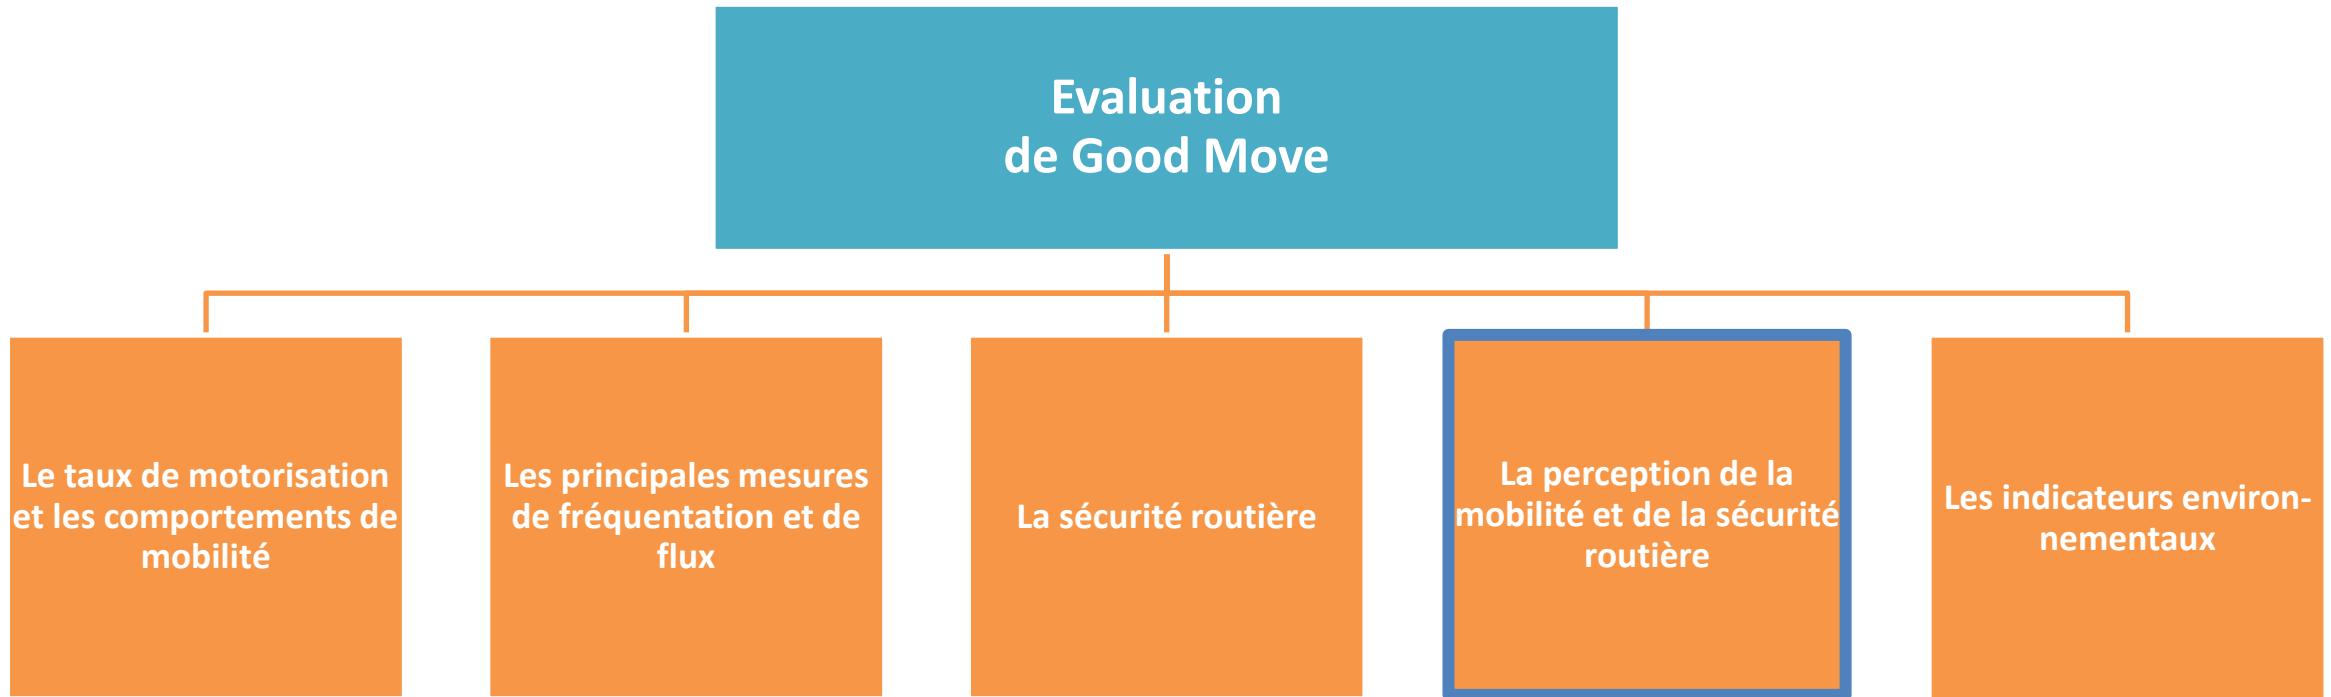 Evaluation
de Good Move
Le taux de motorisation
et les comportements de
mobilité
Les principales mesures
de fréquentation et de
flux
La sécurité routière
La perception de la
mobilité et de la sécurité
routière
Les indicateurs environ-
nementaux